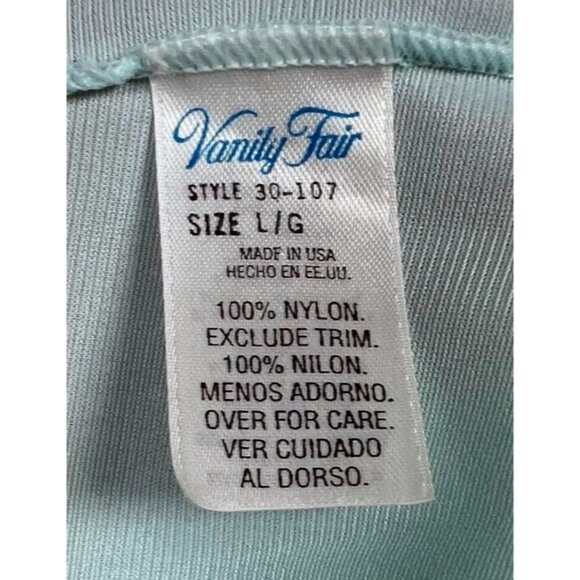 Vanity Fair
STYLE 30-107
SIZE L/G
MADE IN USA
HECHO EN EE.UU.
100% NYLON.
EXCLUDE TRIM.
100% NILON.
MENOS ADORNO.
OVER FOR CARE.
VER CUIDADO
AL DORSO.